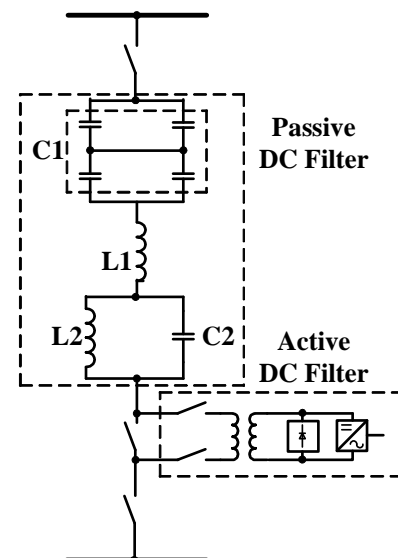 Passive
DC Filter
C1
L1
L2
C2
Active
DC Filter